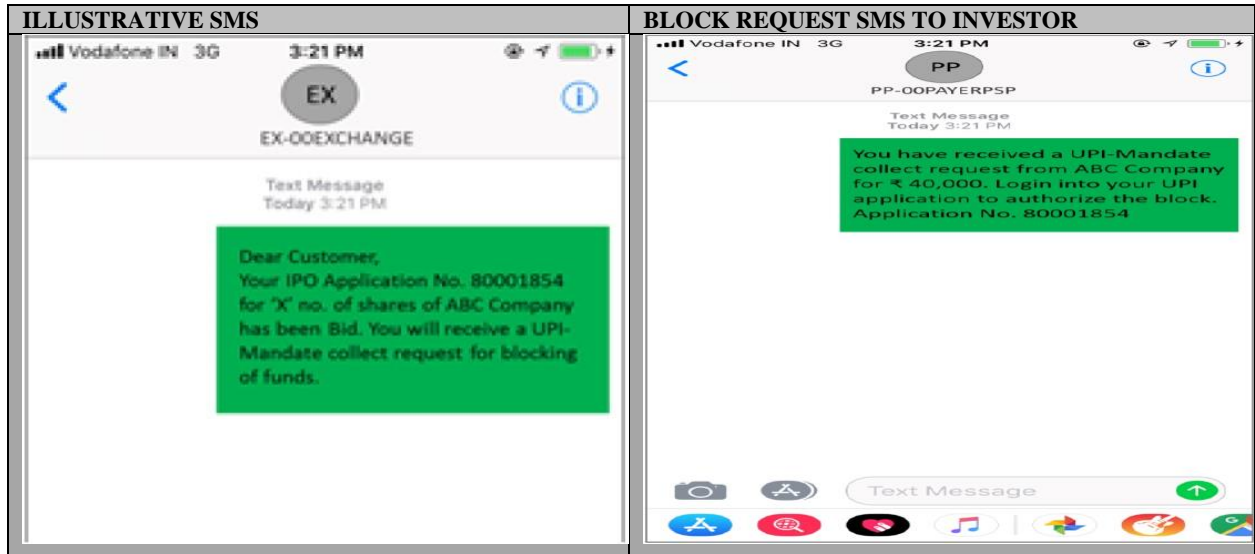 ILLUSTRATIVE SMS
Vodafone IN 3G 3:21 PM
EX
EX-00EXCHANGE
Text Message
Today 3:21 PM
Dear Customer,
Your IPO Application No. 80001854
for 'X' no. of shares of ABC Company
has been Bid. You will receive a UPI-
Mandate collect request for blocking
of funds.
BLOCK REQUEST SMS TO INVESTOR
Vodafone IN 3G 3:21 PM
PP
PP-00PAYERPSP
Text Message
Today 3:21 PM
You have received a UPI-Mandate
collect request from ABC Company
for ₹ 40,000. Login into your UPI
application to authorize the block.
Application No. 80001854
Text Message